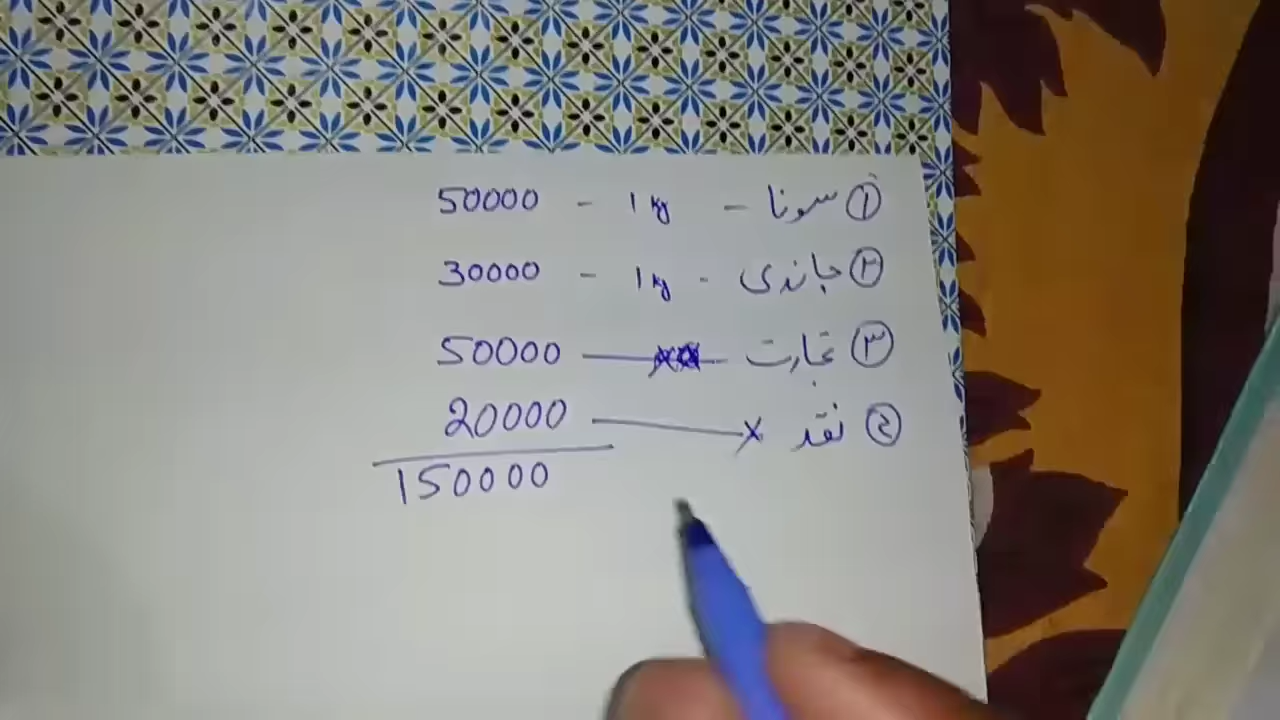 ① سونا - 1 kg - 50000
② چاندی - 1 kg - 30000
③ تجارت — 50000
④ نقد x — 20000
150000